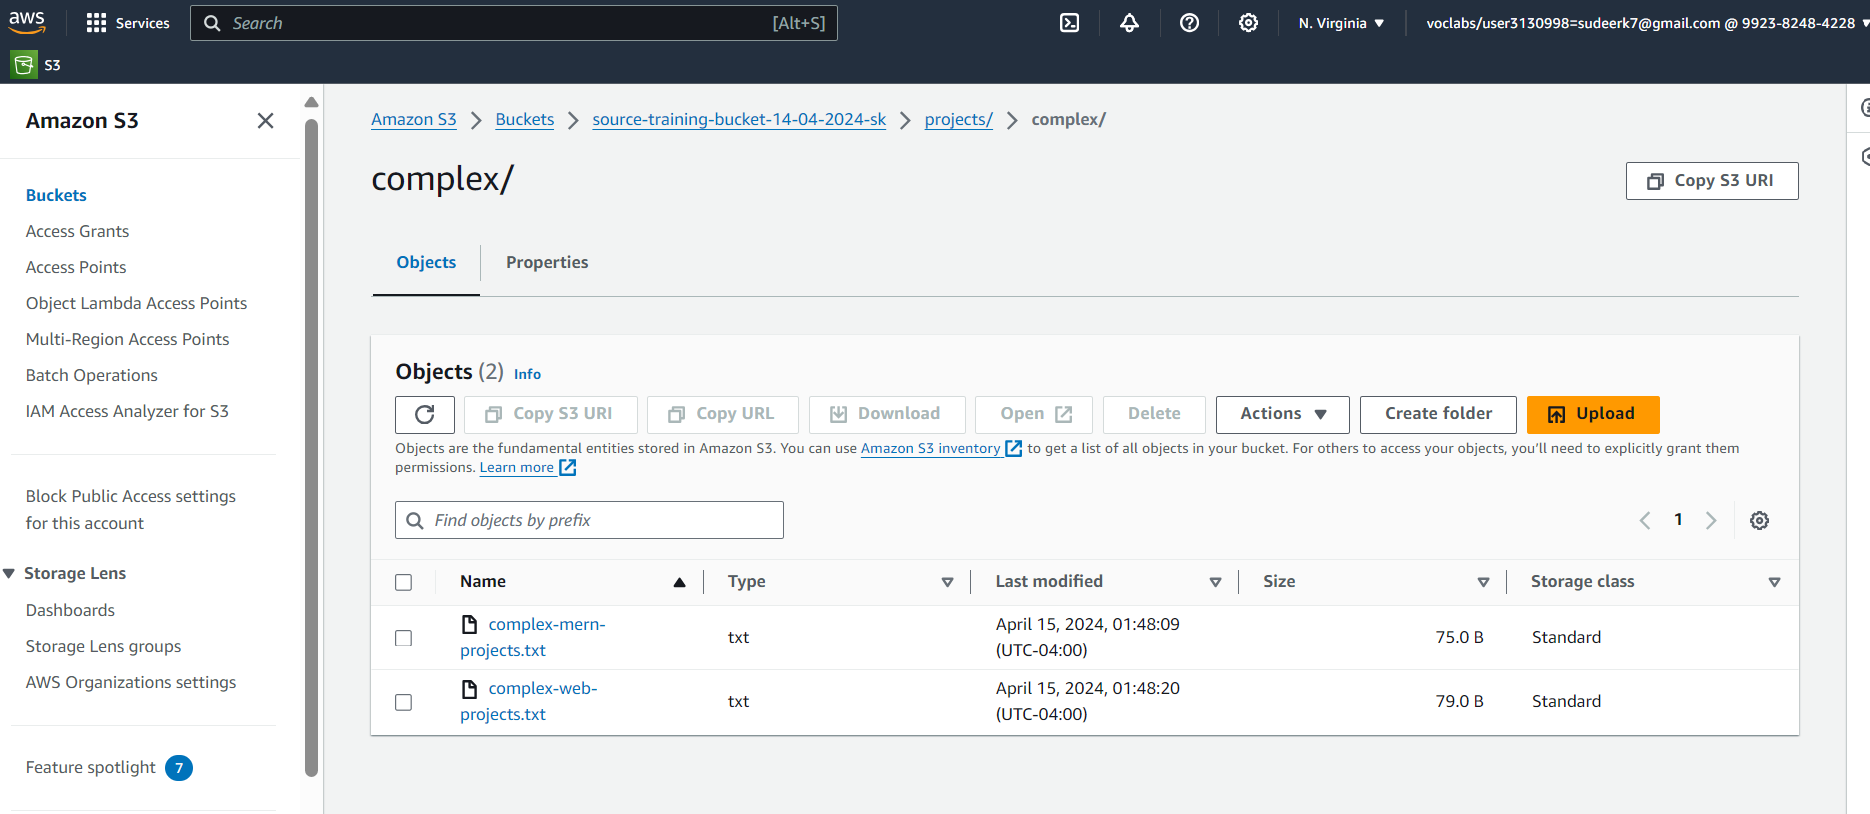 aws
Services
Search
[Alt+S]
N. Virginia
voclabs/user3130998=sudeerk7@gmail.com @ 9923-8248-4228
S3
Amazon S3
Buckets
Access Grants
Access Points
Object Lambda Access Points
Multi-Region Access Points
Batch Operations
IAM Access Analyzer for S3
Block Public Access settings
for this account
Storage Lens
Dashboards
Storage Lens groups
AWS Organizations settings
Feature spotlight 7
Amazon S3 > Buckets > source-training-bucket-14-04-2024-sk > projects/ > complex/
complex/
Copy S3 URI
Objects
Properties
Objects (2) Info
Copy S3 URI
Copy URL
Download
Open
Delete
Actions
Create folder
Upload
Objects are the fundamental entities stored in Amazon S3. You can use Amazon S3 inventory to get a list of all objects in your bucket. For others to access your objects, you'll need to explicitly grant them
permissions. Learn more
Find objects by prefix
1
Name Type Last modified Size Storage class
complex-mern-
projects.txt
txt
April 15, 2024, 01:48:09
(UTC-04:00)
75.0 B
Standard
complex-web-
projects.txt
txt
April 15, 2024, 01:48:20
(UTC-04:00)
79.0 B
Standard